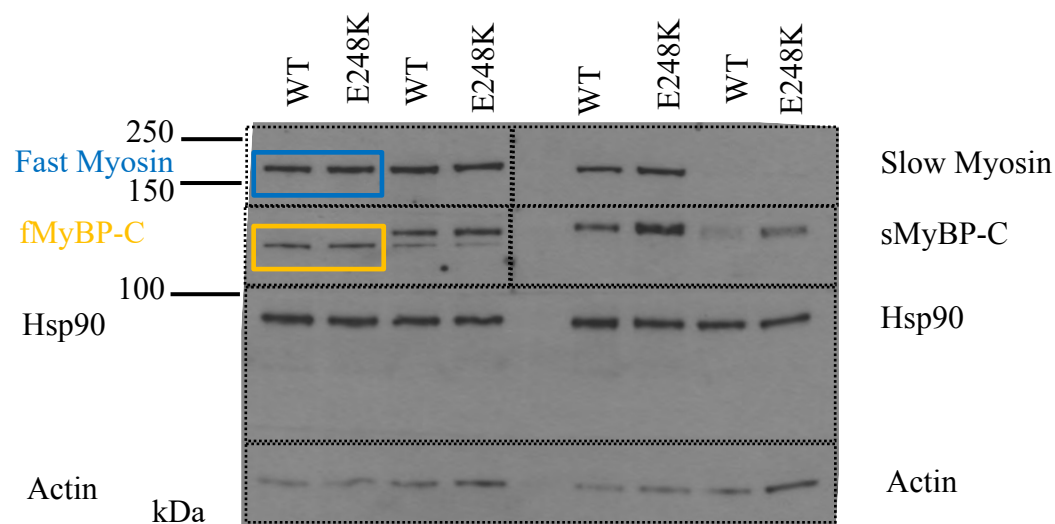 WT E248K WT E248K WT E248K WT E248K
250
Fast Myosin Slow Myosin
150
fMyBP-C sMyBP-C
100
Hsp90 Hsp90
Actin Actin
kDa